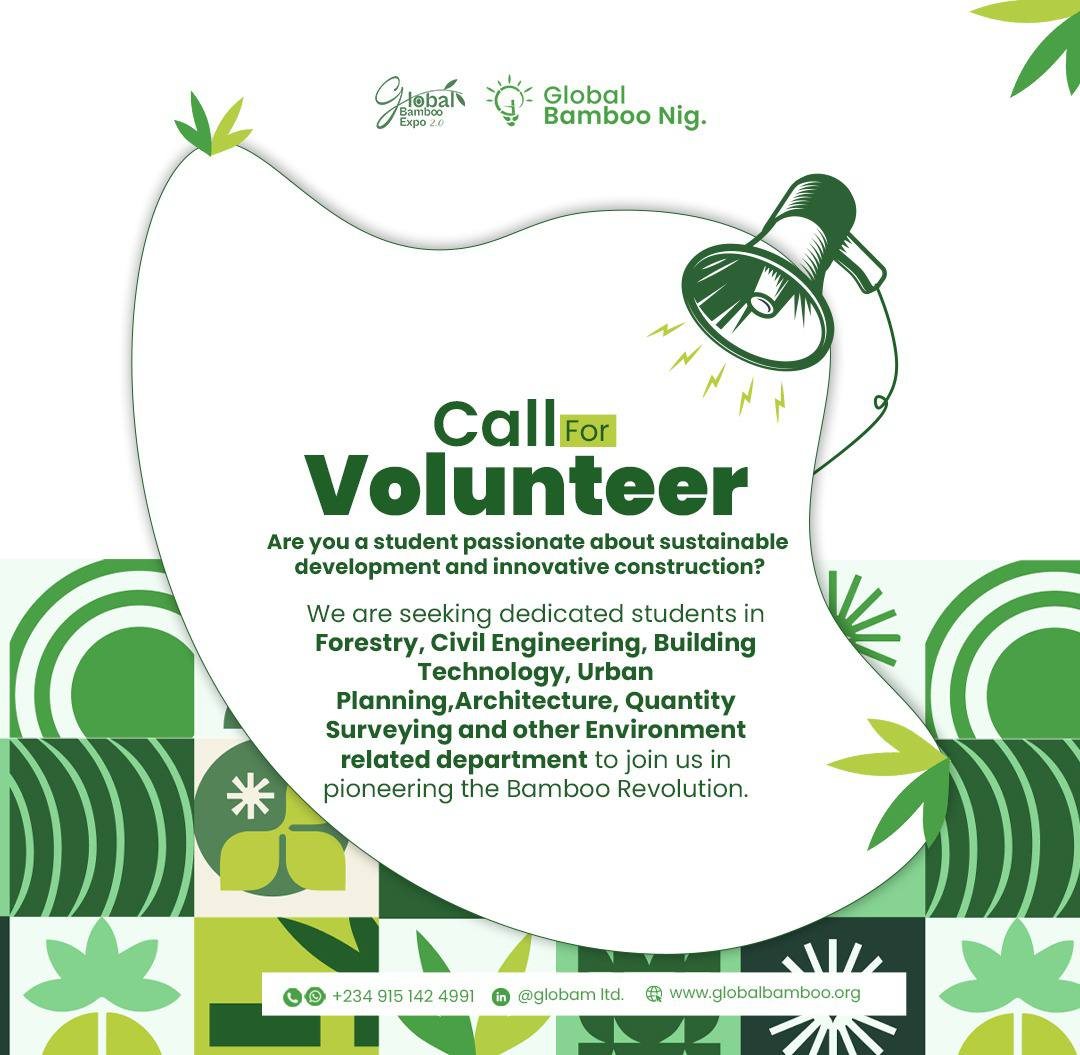 Global
Bamboo
Expo 2.0
Global
Bamboo Nig.
Call For
Volunteer
Are you a student passionate about sustainable
development and innovative construction?
We are seeking dedicated students in
Forestry, Civil Engineering, Building
Technology, Urban
Planning,Architecture, Quantity
Surveying and other Environment
related department to join us in
pioneering the Bamboo Revolution.
+234 915 142 4991 @globam ltd. www.globalbamboo.org